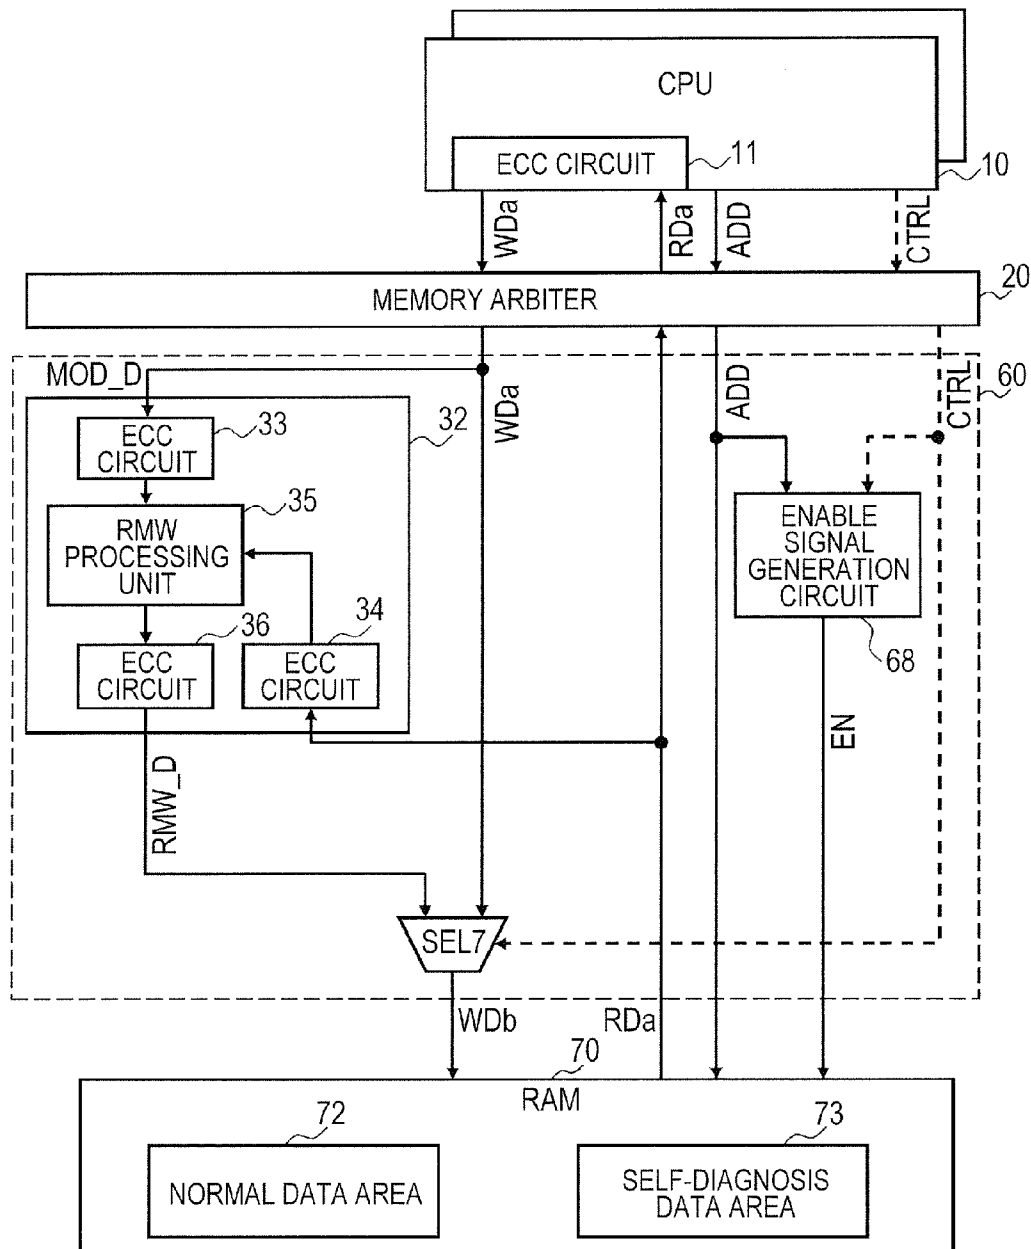 CPU
ECC CIRCUIT
11
10
WDa
RDa
ADD
CTRL
MEMORY ARBITER
20
MOD_D
WDa
ADD
CTRL
60
32
ECC
CIRCUIT
33
RMW
PROCESSING
UNIT
35
ENABLE
SIGNAL
GENERATION
CIRCUIT
68
ECC
CIRCUIT
36
ECC
CIRCUIT
34
RMW_D
EN
SEL7
WDb
RDa
70
RAM
72
NORMAL DATA AREA
73
SELF-DIAGNOSIS
DATA AREA